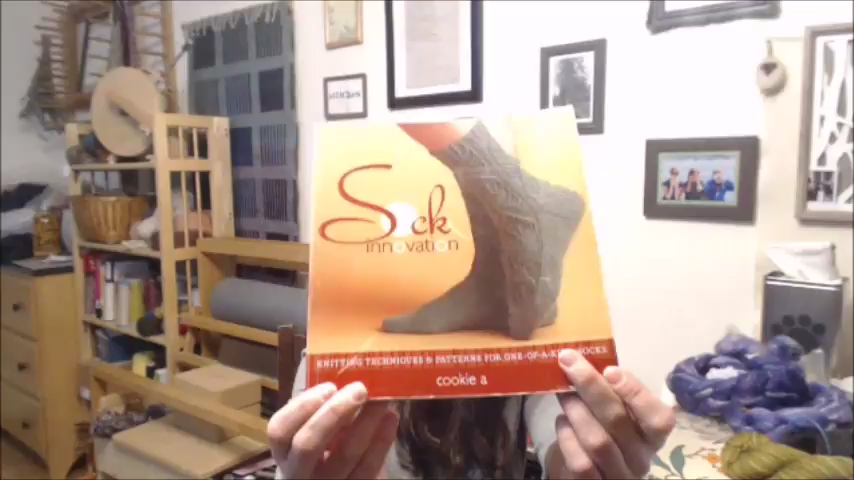 Sock
innovation
KNITTING TECHNIQUES & PATTERNS FOR ONE-OF-A-KIND SOCKS
cookie a